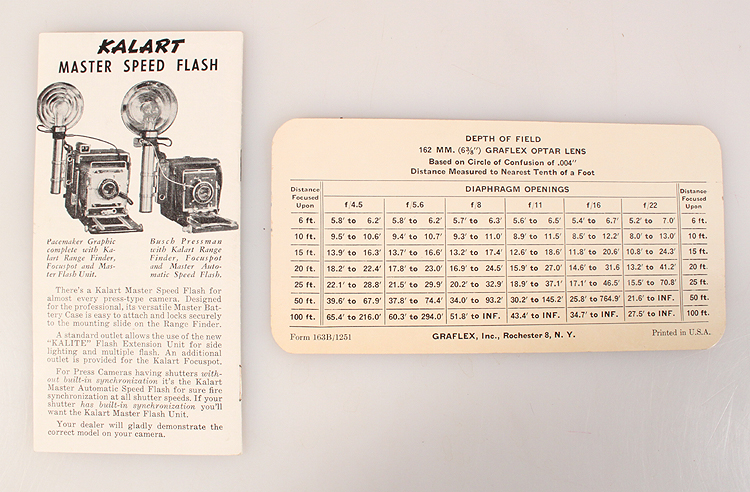 KALART
MASTER SPEED FLASH
Pacemaker Graphic
complete with Ka-
lart Range Finder,
Focuspot and Mas-
ter Flash Unit.
Busch Pressman
with Kalart Range
Finder, Focuspot
and Master Auto-
matic Speed Flash.
There's a Kalart Master Speed Flash for
almost every press-type camera. Designed
for the professional, its versatile Master Bat-
tery Case is easy to attach and locks securely
to the mounting slide on the Range Finder.
A standard outlet allows the use of the new
"KALITE" Flash Extension Unit for side
lighting and multiple flash. An additional
outlet is provided for the Kalart Focuspot.
For Press Cameras having shutters with-
out built-in synchronization it's the Kalart
Master Automatic Speed Flash for sure fire
synchronization at all shutter speeds. If your
shutter has built-in synchronization you'll
want the Kalart Master Flash Unit.
Your dealer will gladly demonstrate the
correct model on your camera.
DEPTH OF FIELD
162 MM. (6⅜") GRAFLEX OPTAR LENS
Based on Circle of Confusion of .004"
Distance Measured to Nearest Tenth of a Foot
Distance Focused Upon DIAPHRAGM OPENINGS Distance Focused Upon
f/4.5 f/5.6 f/8 f/11 f/16 f/22
6 ft. 5.8' to 6.2' 5.8' to 6.2' 5.7' to 6.3' 5.6' to 6.5' 5.4' to 6.7' 5.2' to 7.0' 6 ft.
10 ft. 9.5' to 10.6' 9.4' to 10.7' 9.3' to 11.0' 8.9' to 11.5' 8.5' to 12.2' 8.0' to 13.0' 10 ft.
15 ft. 13.9' to 16.3' 13.7' to 16.6' 13.2' to 17.4' 12.6' to 18.6' 11.8' to 20.6' 10.8' to 24.3' 15 ft.
20 ft. 18.2' to 22.4' 17.8' to 23.0' 16.9' to 24.5' 15.9' to 27.0' 14.6' to 31.6 13.2' to 41.2' 20 ft.
25 ft. 22.1' to 28.8' 21.5' to 29.9' 20.2' to 32.9' 18.9' to 37.1' 17.1' to 46.5' 15.5' to 70.8' 25 ft.
50 ft. 39.6' to 67.9' 37.8' to 74.4' 34.0' to 93.2' 30.2' to 145.2' 25.8' to 764.9' 21.6' to INF. 50 ft.
100 ft. 65.4' to 216.0' 60.3' to 294.0' 51.8' to INF. 43.4' to INF. 34.7' to INF. 27.5' to INF. 100 ft.
Form 163B/1251 GRAFLEX, Inc., Rochester 8, N. Y. Printed in U.S.A.